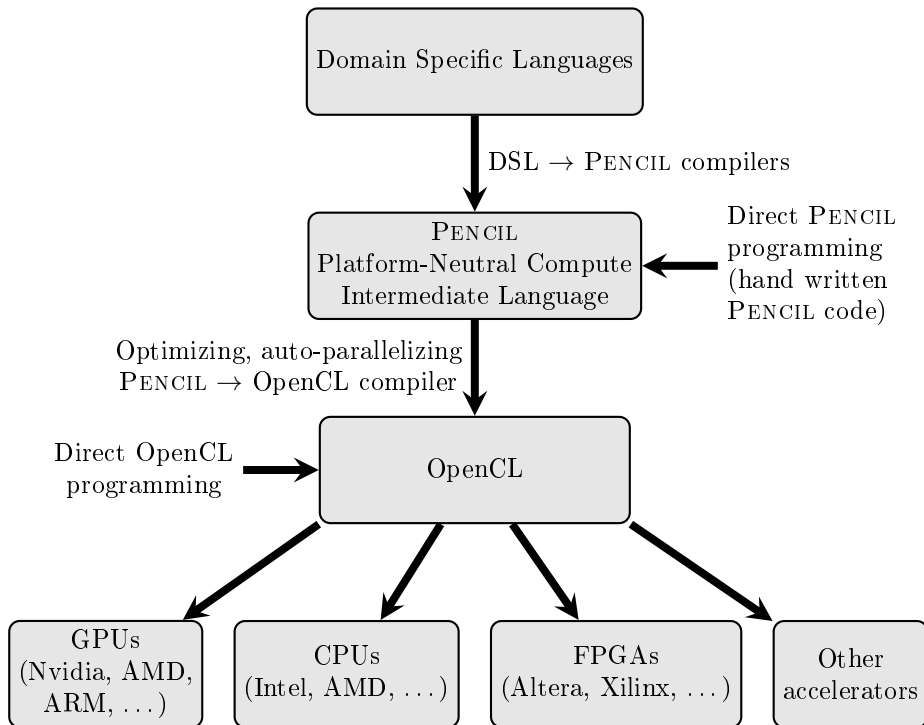 Domain Specific Languages
DSL → PENCIL compilers
PENCIL
Platform-Neutral Compute
Intermediate Language
Direct PENCIL
programming
(hand written
PENCIL code)
Optimizing, auto-parallelizing
PENCIL → OpenCL compiler
Direct OpenCL
programming
OpenCL
GPUs
(Nvidia, AMD,
ARM, . . . )
CPUs
(Intel, AMD, . . . )
FPGAs
(Altera, Xilinx, . . . )
Other
accelerators